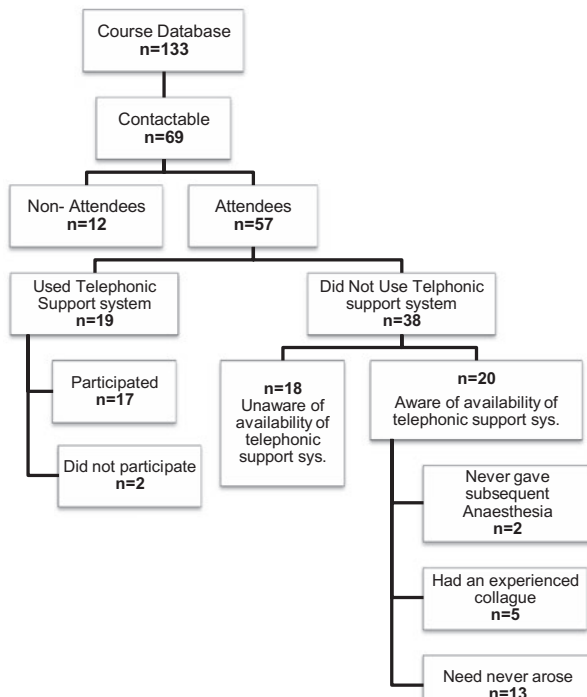 Course Database
n=133
Contactable
n=69
Non- Attendees
n=12
Attendees
n=57
Used Telephonic
Support system
n=19
Did Not Use Telphonic
support system
n=38
Participated
n=17
Did not participate
n=2
n=18
Unaware of
availability of
telephonic
support sys.
n=20
Aware of availability of
telephonic support sys.
Never gave
subsequent
Anaesthesia
n=2
Had an experienced
collague
n=5
Need never arose
n=13